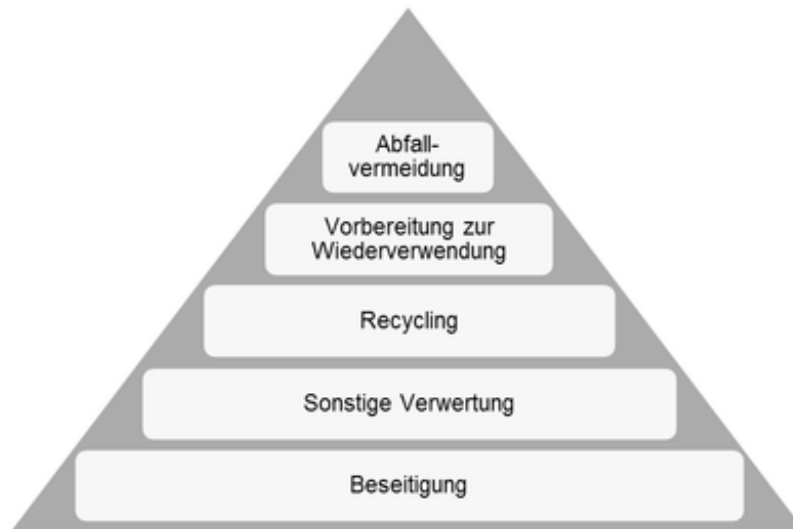 Abfall-
vermeidung
Vorbereitung zur
Wiederverwendung
Recycling
Sonstige Verwertung
Beseitigung